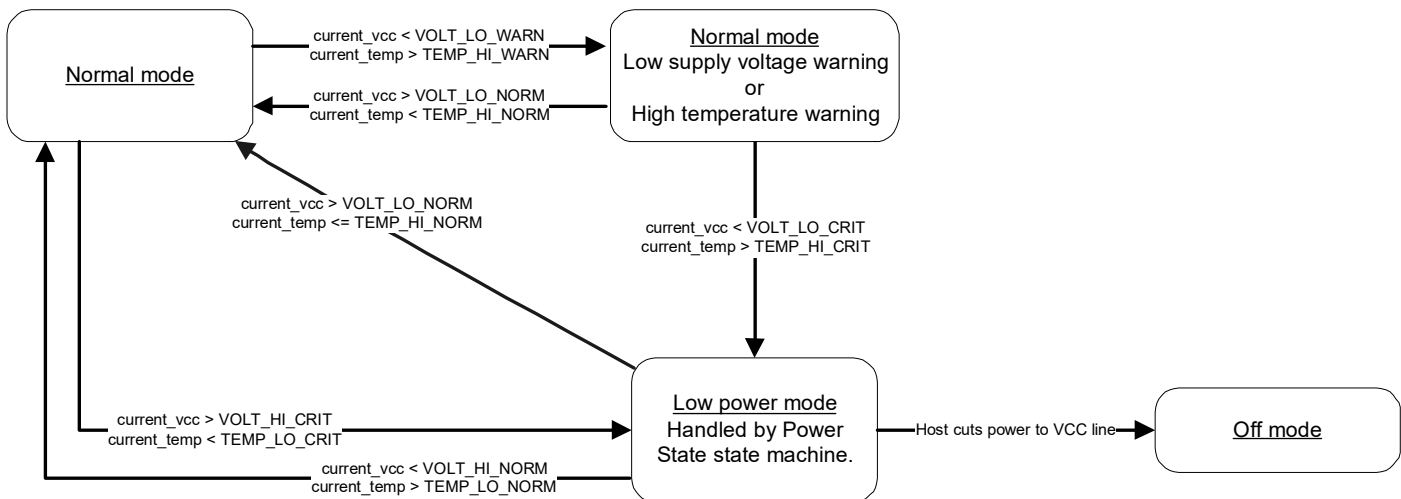 Normal mode
current_vcc < VOLT_LO_WARN
current_temp > TEMP_HI_WARN
current_vcc > VOLT_LO_NORM
current_temp < TEMP_HI_NORM
Normal mode
Low supply voltage warning
or
High temperature warning
current_vcc > VOLT_LO_NORM
current_temp <= TEMP_HI_NORM
current_vcc < VOLT_LO_CRIT
current_temp > TEMP_HI_CRIT
current_vcc > VOLT_HI_CRIT
current_temp < TEMP_LO_CRIT
current_vcc < VOLT_HI_NORM
current_temp > TEMP_LO_NORM
Low power mode
Handled by Power
State state machine.
Host cuts power to VCC line
Off mode